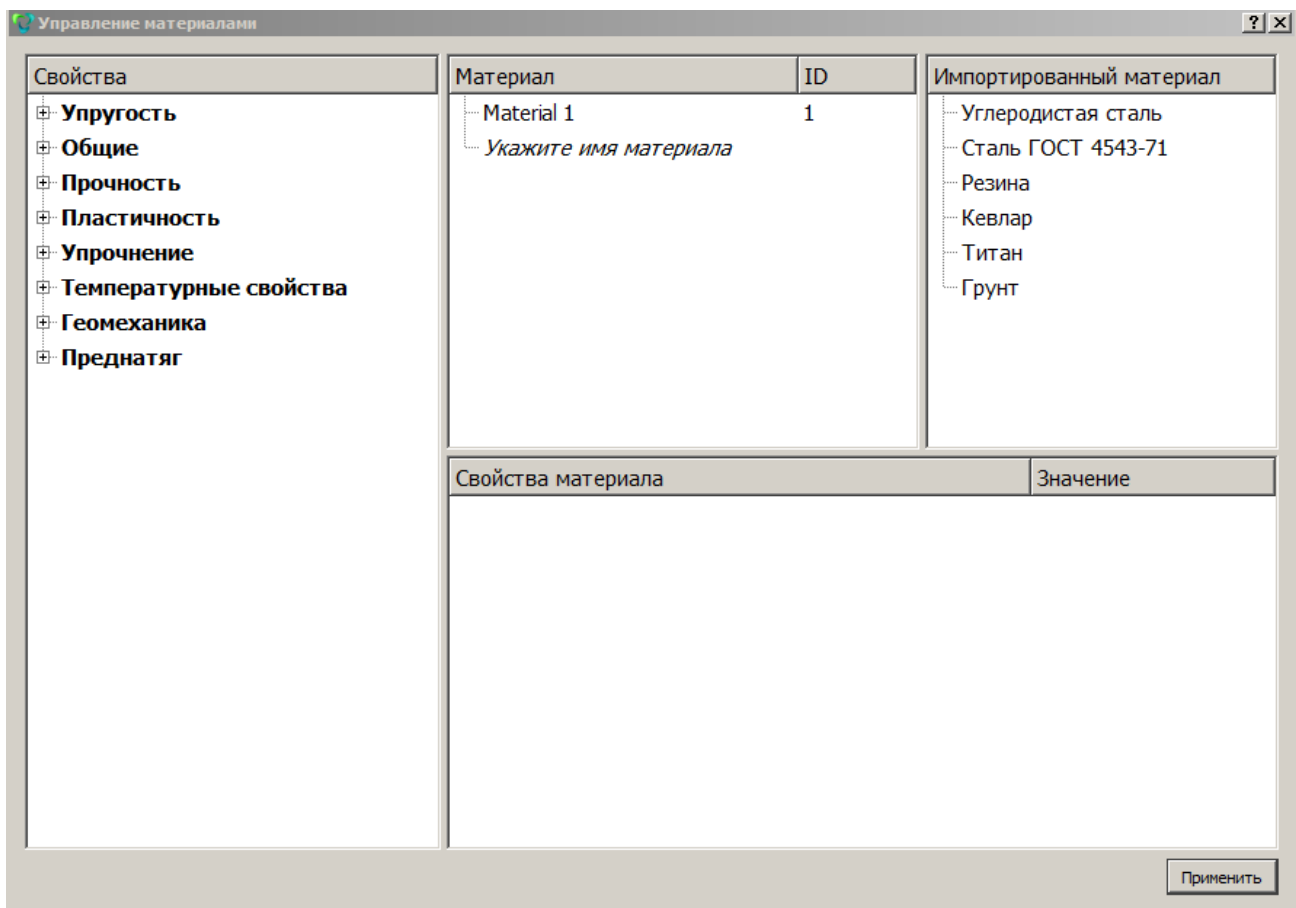 Управление материалами
Свойства
Упругость
Общие
Прочность
Пластичность
Упрочнение
Температурные свойства
Геомеханика
Преднатяг
Материал ID
Material 1 1
Укажите имя материала
Импортированный материал
Углеродистая сталь
Сталь ГОСТ 4543-71
Резина
Кевлар
Титан
Грунт
Свойства материала Значение
Применить